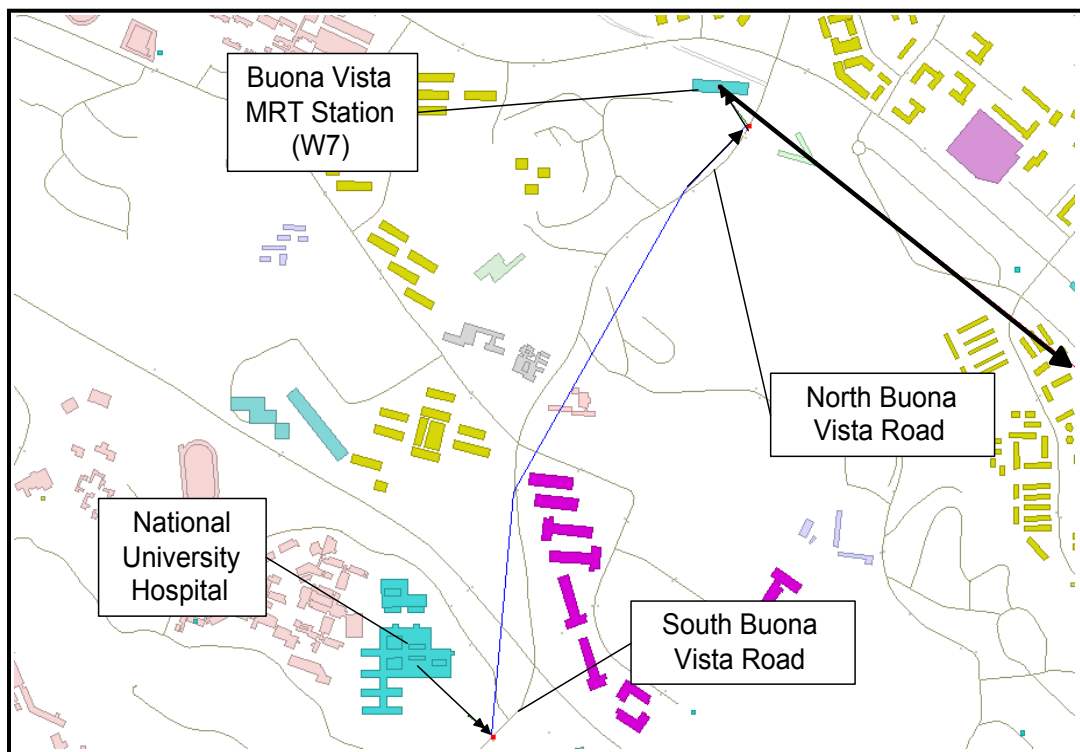 Buona Vista
MRT Station
(W7)
North Buona
Vista Road
National
University
Hospital
South Buona
Vista Road